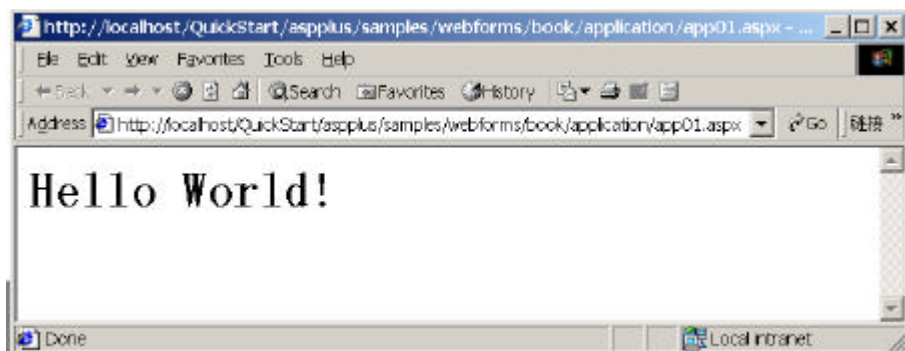 http://localhost/QuickStart/aspplus/samples/webforms/book/application/app01.aspx - ...
File Edit View Favorites Tools Help
Back Search Favorites History
Address http://localhost/QuickStart/aspplus/samples/webforms/book/application/app01.aspx Go 链接 »
Hello World!
Done Local intranet